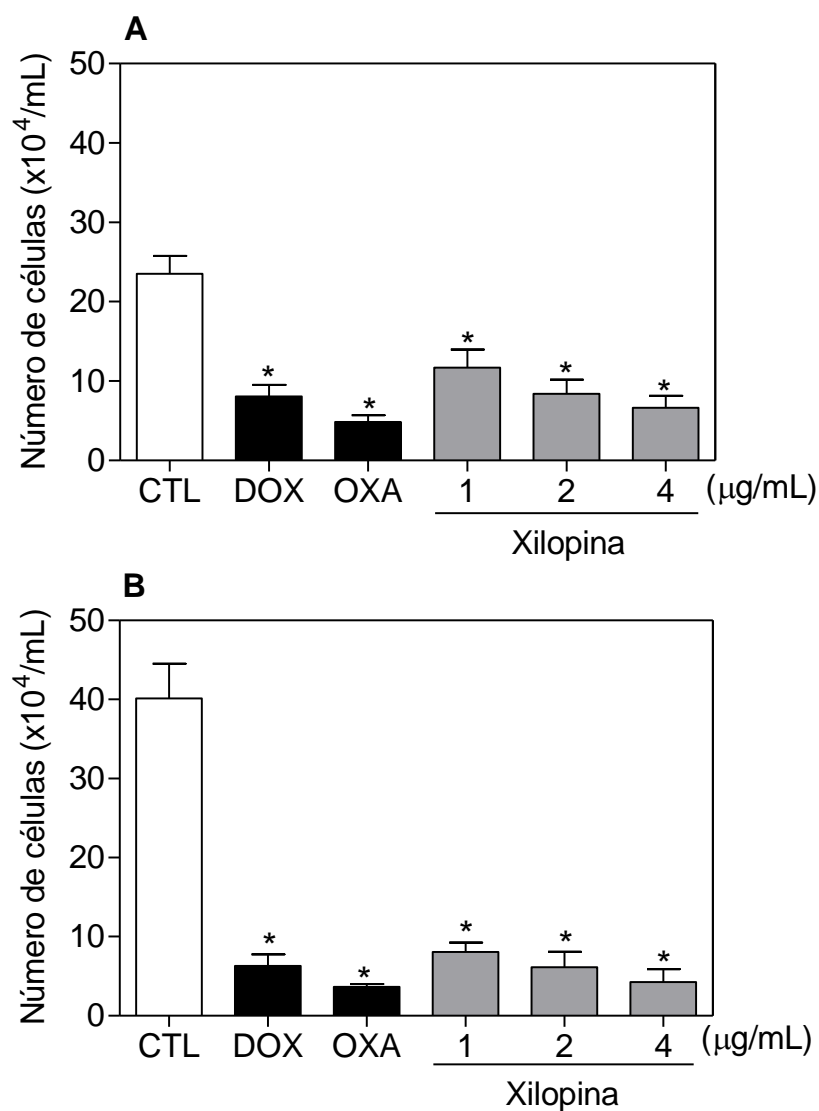 A
Número de células (x10⁴/mL)
50
40
30
20
10
0
* * * * *
CTL DOX OXA 1 2 4 (μg/mL)
Xilopina
B
Número de células (x10⁴/mL)
50
40
30
20
10
0
* * * * *
CTL DOX OXA 1 2 4 (μg/mL)
Xilopina